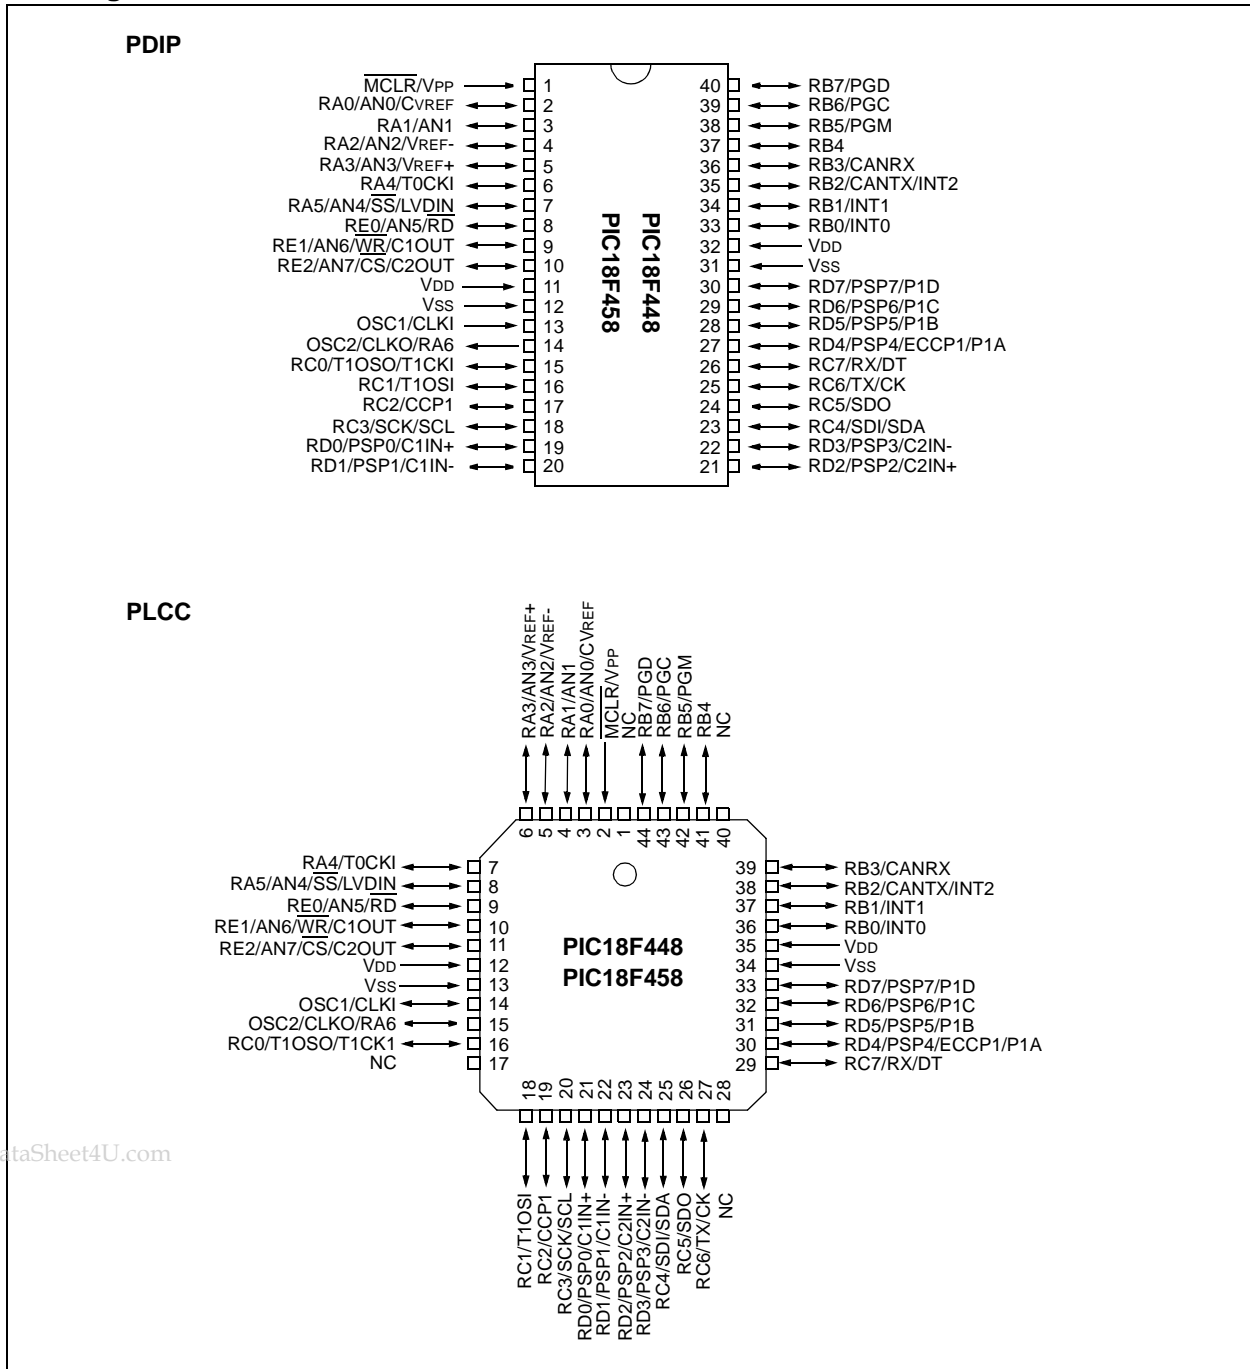 PDIP
MCLR/VPP 1 40 RB7/PGD
RA0/AN0/CVREF 2 39 RB6/PGC
RA1/AN1 3 38 RB5/PGM
RA2/AN2/VREF- 4 37 RB4
RA3/AN3/VREF+ 5 36 RB3/CANRX
RA4/T0CKI 6 35 RB2/CANTX/INT2
RA5/AN4/SS/LVDIN 7 34 RB1/INT1
RE0/AN5/RD 8 33 RB0/INT0
RE1/AN6/WR/C1OUT 9 32 VDD
RE2/AN7/CS/C2OUT 10 31 VSS
VDD 11 30 RD7/PSP7/P1D
VSS 12 29 RD6/PSP6/P1C
OSC1/CLKI 13 28 RD5/PSP5/P1B
OSC2/CLKO/RA6 14 27 RD4/PSP4/ECCP1/P1A
RC0/T1OSO/T1CKI 15 26 RC7/RX/DT
RC1/T1OSI 16 25 RC6/TX/CK
RC2/CCP1 17 24 RC5/SDO
RC3/SCK/SCL 18 23 RC4/SDI/SDA
RD0/PSP0/C1IN+ 19 22 RD3/PSP3/C2IN-
RD1/PSP1/C1IN- 20 21 RD2/PSP2/C2IN+
PIC18F448
PIC18F458
PLCC
RA3/AN3/VREF+
RA2/AN2/VREF-
RA1/AN1
RA0/AN0/CVREF
MCLR/VPP
NC
RB7/PGD
RB6/PGC
RB5/PGM
RB4
NC
6 5 4 3 2 1 44 43 42 41 40
RA4/T0CKI 7 39 RB3/CANRX
RA5/AN4/SS/LVDIN 8 38 RB2/CANTX/INT2
RE0/AN5/RD 9 37 RB1/INT1
RE1/AN6/WR/C1OUT 10 36 RB0/INT0
RE2/AN7/CS/C2OUT 11 35 VDD
VDD 12 34 VSS
VSS 13 33 RD7/PSP7/P1D
OSC1/CLKI 14 32 RD6/PSP6/P1C
OSC2/CLKO/RA6 15 31 RD5/PSP5/P1B
RC0/T1OSO/T1CK1 16 30 RD4/PSP4/ECCP1/P1A
NC 17 29 RC7/RX/DT
PIC18F448
PIC18F458
18 19 20 21 22 23 24 25 26 27 28
RC1/T1OSI
RC2/CCP1
RC3/SCK/SCL
RD0/PSP0/C1IN+
RD1/PSP1/C1IN-
RD2/PSP2/C2IN+
RD3/PSP3/C2IN-
RC4/SDI/SDA
RC5/SDO
RC6/TX/CK
NC
ataSheet4U.com